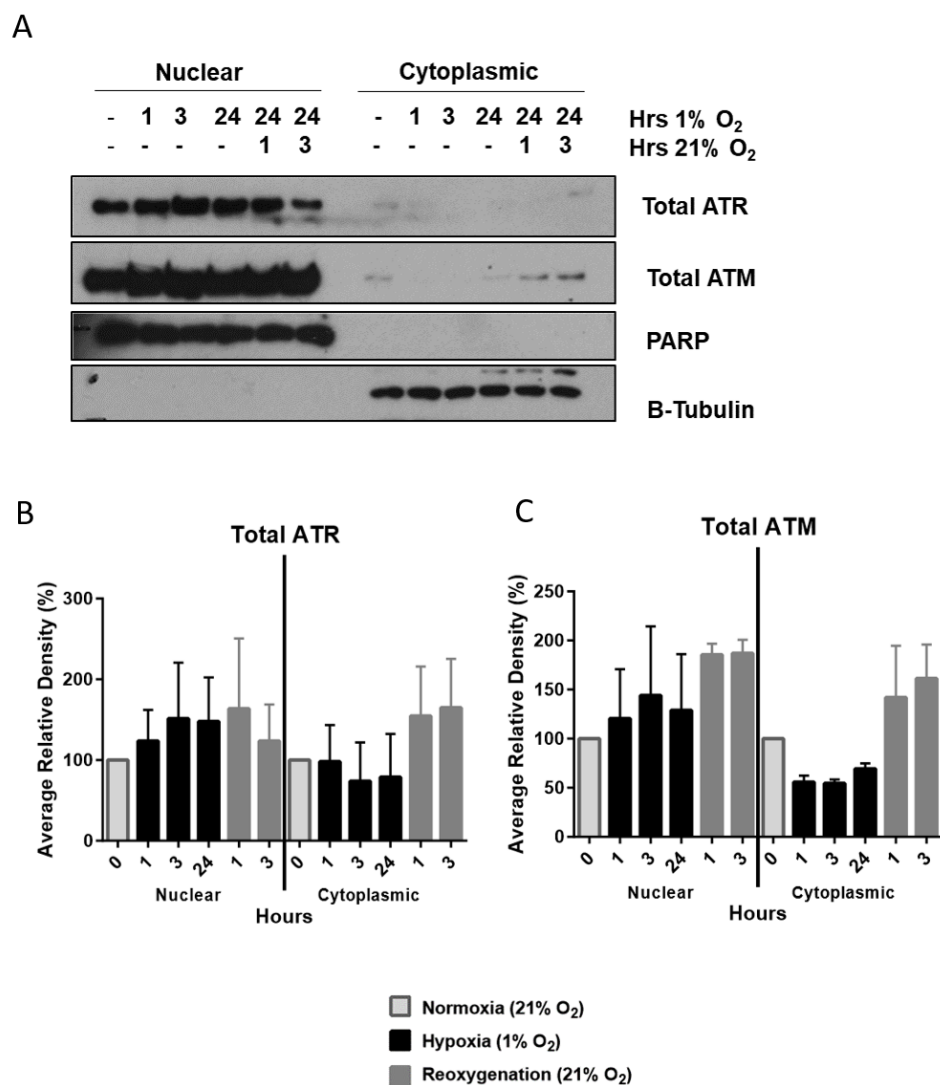 A
Nuclear Cytoplasmic
- 1 3 24 24 24 - 1 3 24 24 24 Hrs 1% O₂
- - - - 1 3 - - - - 1 3 Hrs 21% O₂
Total ATR
Total ATM
PARP
B-Tubulin
B
Total ATR
Average Relative Density (%)
300
200
100
0
0 1 3 24 1 3 0 1 3 24 1 3
Nuclear Cytoplasmic
Hours
C
Total ATM
Average Relative Density (%)
250
200
150
100
50
0
0 1 3 24 1 3 0 1 3 24 1 3
Nuclear Cytoplasmic
Hours
Normoxia (21% O₂)
Hypoxia (1% O₂)
Reoxygenation (21% O₂)